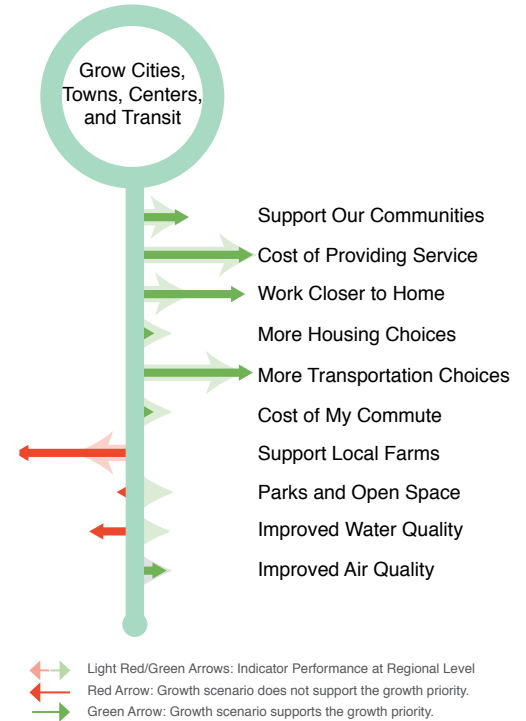 Grow Cities,
Towns, Centers,
and Transit
Support Our Communities
Cost of Providing Service
Work Closer to Home
More Housing Choices
More Transportation Choices
Cost of My Commute
Support Local Farms
Parks and Open Space
Improved Water Quality
Improved Air Quality
Light Red/Green Arrows: Indicator Performance at Regional Level
Red Arrow: Growth scenario does not support the growth priority.
Green Arrow: Growth scenario supports the growth priority.